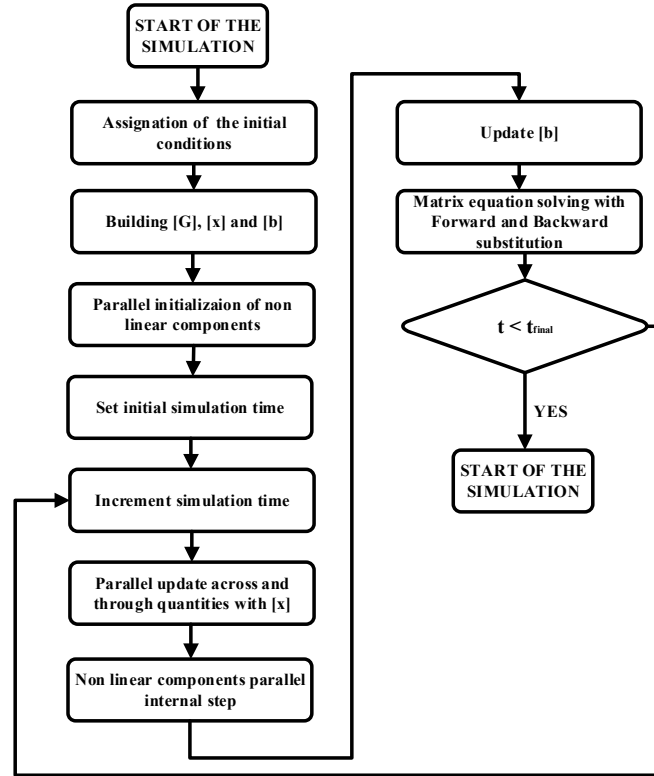 START OF THE
SIMULATION
Assignation of the initial
conditions
Building [G], [x] and [b]
Parallel initializaion of non
linear components
Set initial simulation time
Increment simulation time
Parallel update across and
through quantities with [x]
Non linear components parallel
internal step
Update [b]
Matrix equation solving with
Forward and Backward
substitution
t < tfinal
YES
START OF THE
SIMULATION